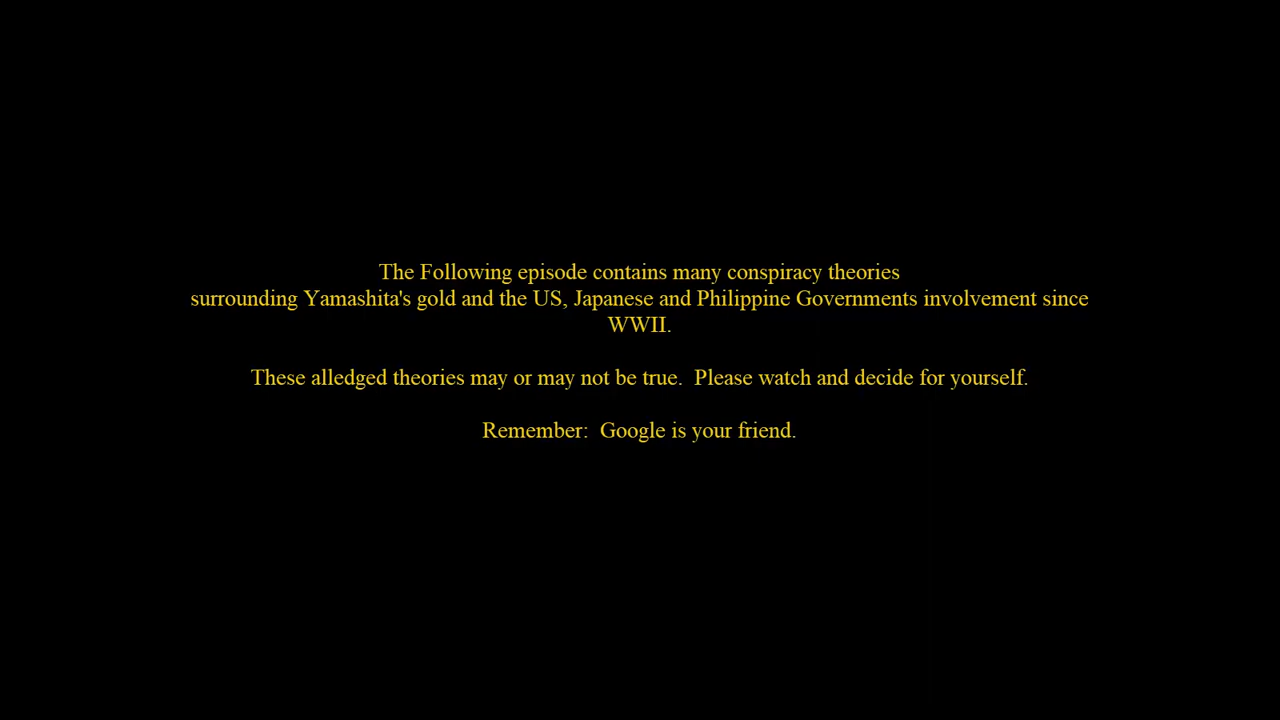 The Following episode contains many conspiracy theories
surrounding Yamashita's gold and the US, Japanese and Philippine Governments involvement since
WWII.
These alledged theories may or may not be true.  Please watch and decide for yourself.
Remember:  Google is your friend.